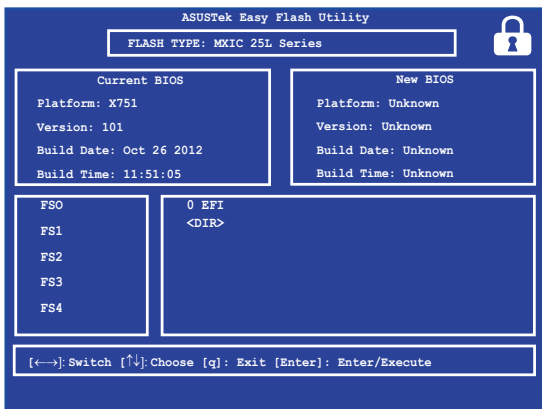 ASUSTek Easy Flash Utility
FLASH TYPE: MXIC 25L Series
Current BIOS
Platform: X751
Version: 101
Build Date: Oct 26 2012
Build Time: 11:51:05
New BIOS
Platform: Unknown
Version: Unknown
Build Date: Unknown
Build Time: Unknown
FSO
FS1
FS2
FS3
FS4
0 EFI
<DIR>
[←→]: Switch [↑↓]: Choose [q]: Exit [Enter]: Enter/Execute